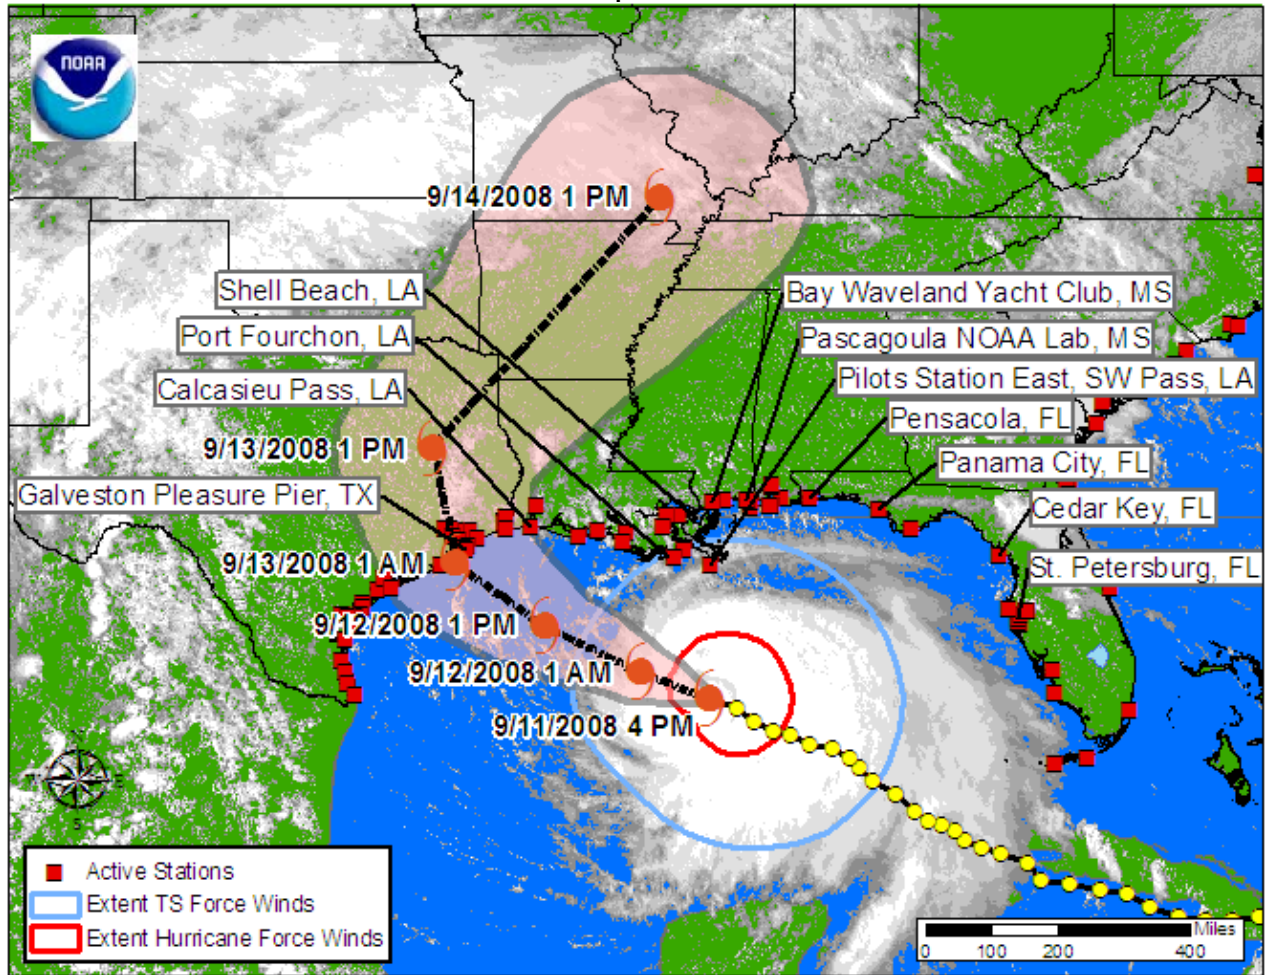 NOAA
9/14/2008 1 PM
Shell Beach, LA
Bay Waveland Yacht Club, MS
Port Fourchon, LA
Pascagoula NOAA Lab, MS
Calcasieu Pass, LA
Pilots Station East, SW Pass, LA
Pensacola, FL
9/13/2008 1 PM
Panama City, FL
Galveston Pleasure Pier, TX
Cedar Key, FL
9/13/2008 1 AM
St. Petersburg, FL
9/12/2008 1 PM
9/12/2008 1 AM
9/11/2008 4 PM
S
Active Stations
Extent TS Force Winds
Extent Hurricane Force Winds
Miles
0 100 200 400